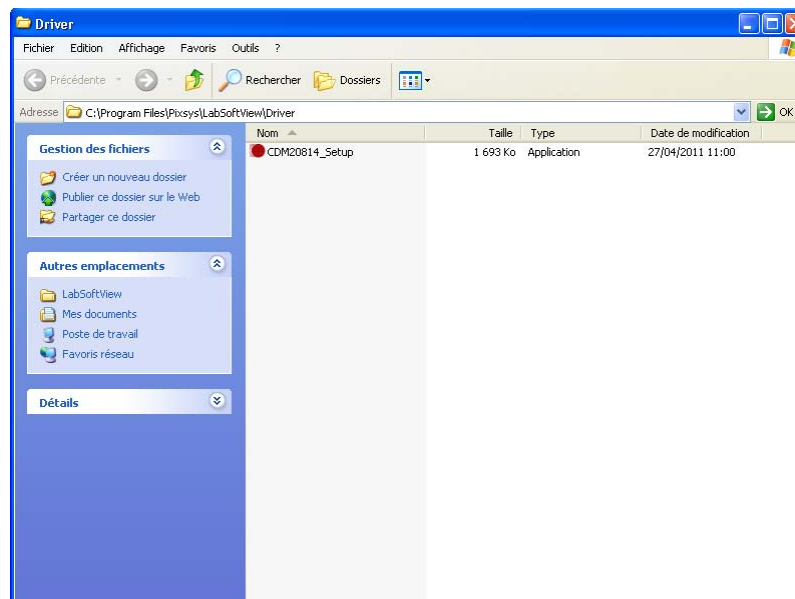 Driver
Fichier Edition Affichage Favoris Outils ?
Précédente Rechercher Dossiers
Adresse C:\Program Files\Pixsys\LabSoftView\Driver OK
Nom Taille Type Date de modification
CDM20814_Setup 1 693 Ko Application 27/04/2011 11:00
Gestion des fichiers
Créer un nouveau dossier
Publier ce dossier sur le Web
Partager ce dossier
Autres emplacements
LabSoftView
Mes documents
Poste de travail
Favoris réseau
Détails